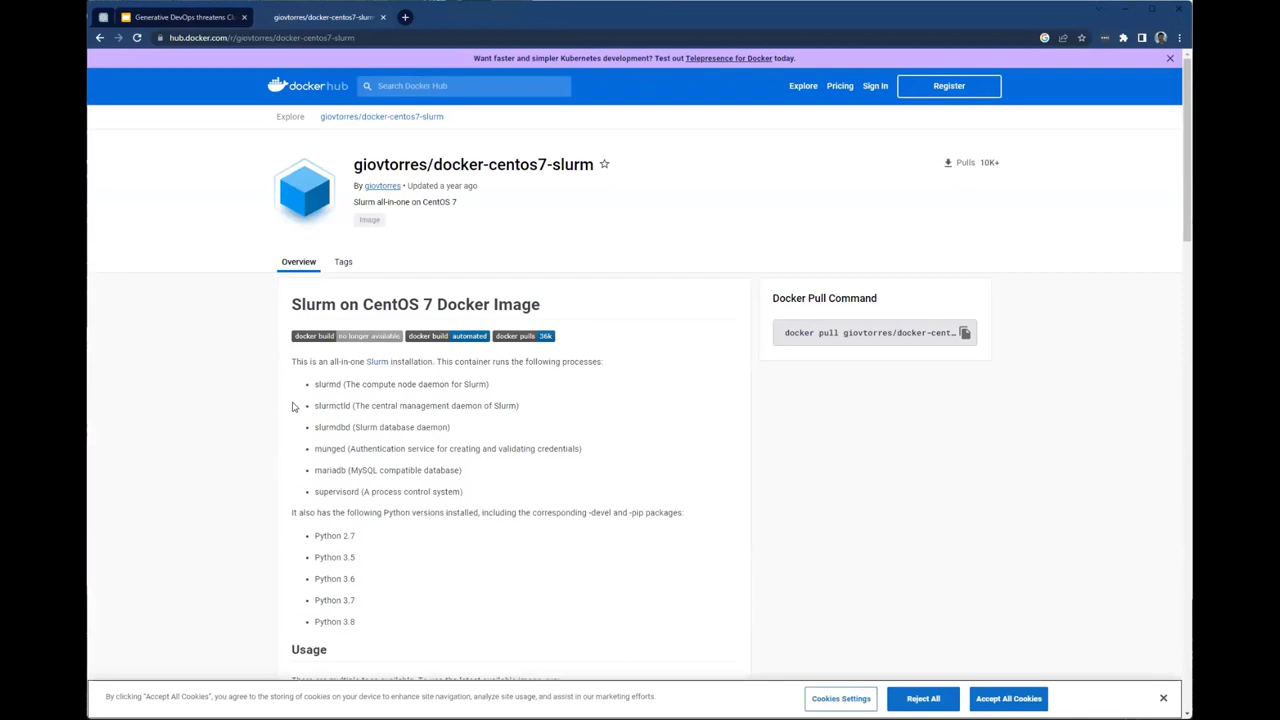 Generative DevOps threatens Cl
giovtorres/docker-centos7-slurm
hub.docker.com/r/giovtorres/docker-centos7-slurm
Want faster and simpler Kubernetes development? Test out Telepresence for Docker today.
dockerhub
Search Docker Hub
Explore
Pricing
Sign In
Register
Explore
giovtorres/docker-centos7-slurm
giovtorres/docker-centos7-slurm
Pulls 10K+
By giovtorres • Updated a year ago
Slurm all-in-one on CentOS 7
Image
Overview
Tags
Slurm on CentOS 7 Docker Image
docker build no longer available docker build automated docker pulls 36k
This is an all-in-one Slurm installation. This container runs the following processes:
• slurmd (The compute node daemon for Slurm)
• slurmctld (The central management daemon of Slurm)
• slurmdbd (Slurm database daemon)
• munged (Authentication service for creating and validating credentials)
• mariadb (MySQL compatible database)
• supervisord (A process control system)
It also has the following Python versions installed, including the corresponding -devel and -pip packages:
• Python 2.7
• Python 3.5
• Python 3.6
• Python 3.7
• Python 3.8
Usage
Docker Pull Command
docker pull giovtorres/docker-cent...
By clicking “Accept All Cookies”, you agree to the storing of cookies on your device to enhance site navigation, analyze site usage, and assist in our marketing efforts.
Cookies Settings
Reject All
Accept All Cookies